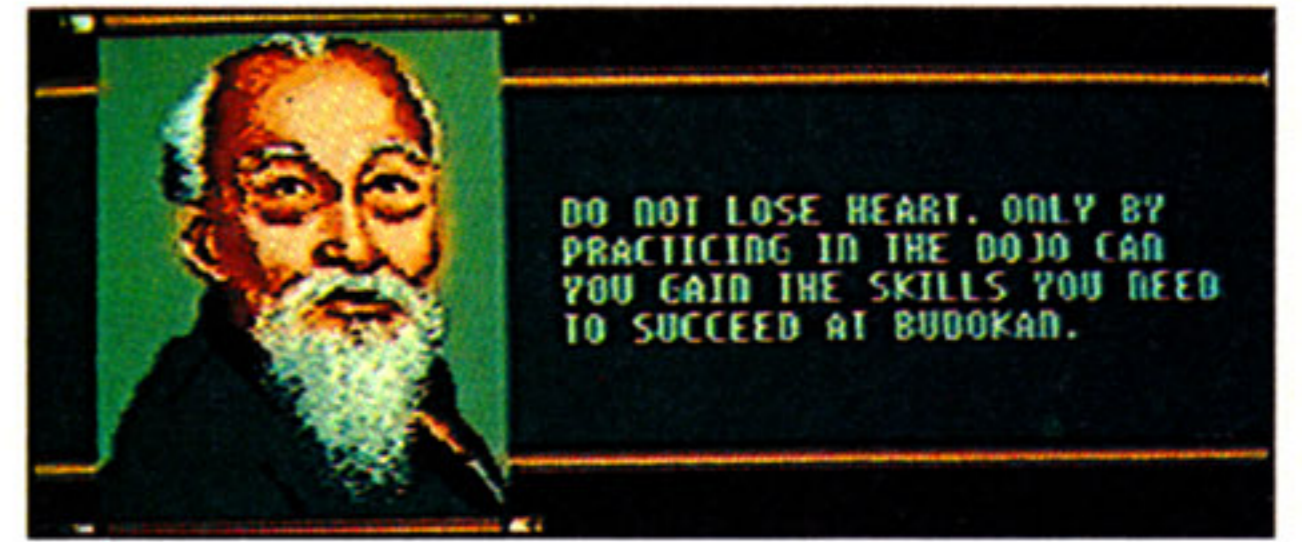 DO NOT LOSE HEART. ONLY BY
PRACTICING IN THE DOJO CAN
YOU GAIN THE SKILLS YOU NEED
TO SUCCEED AT BUDOKAN.